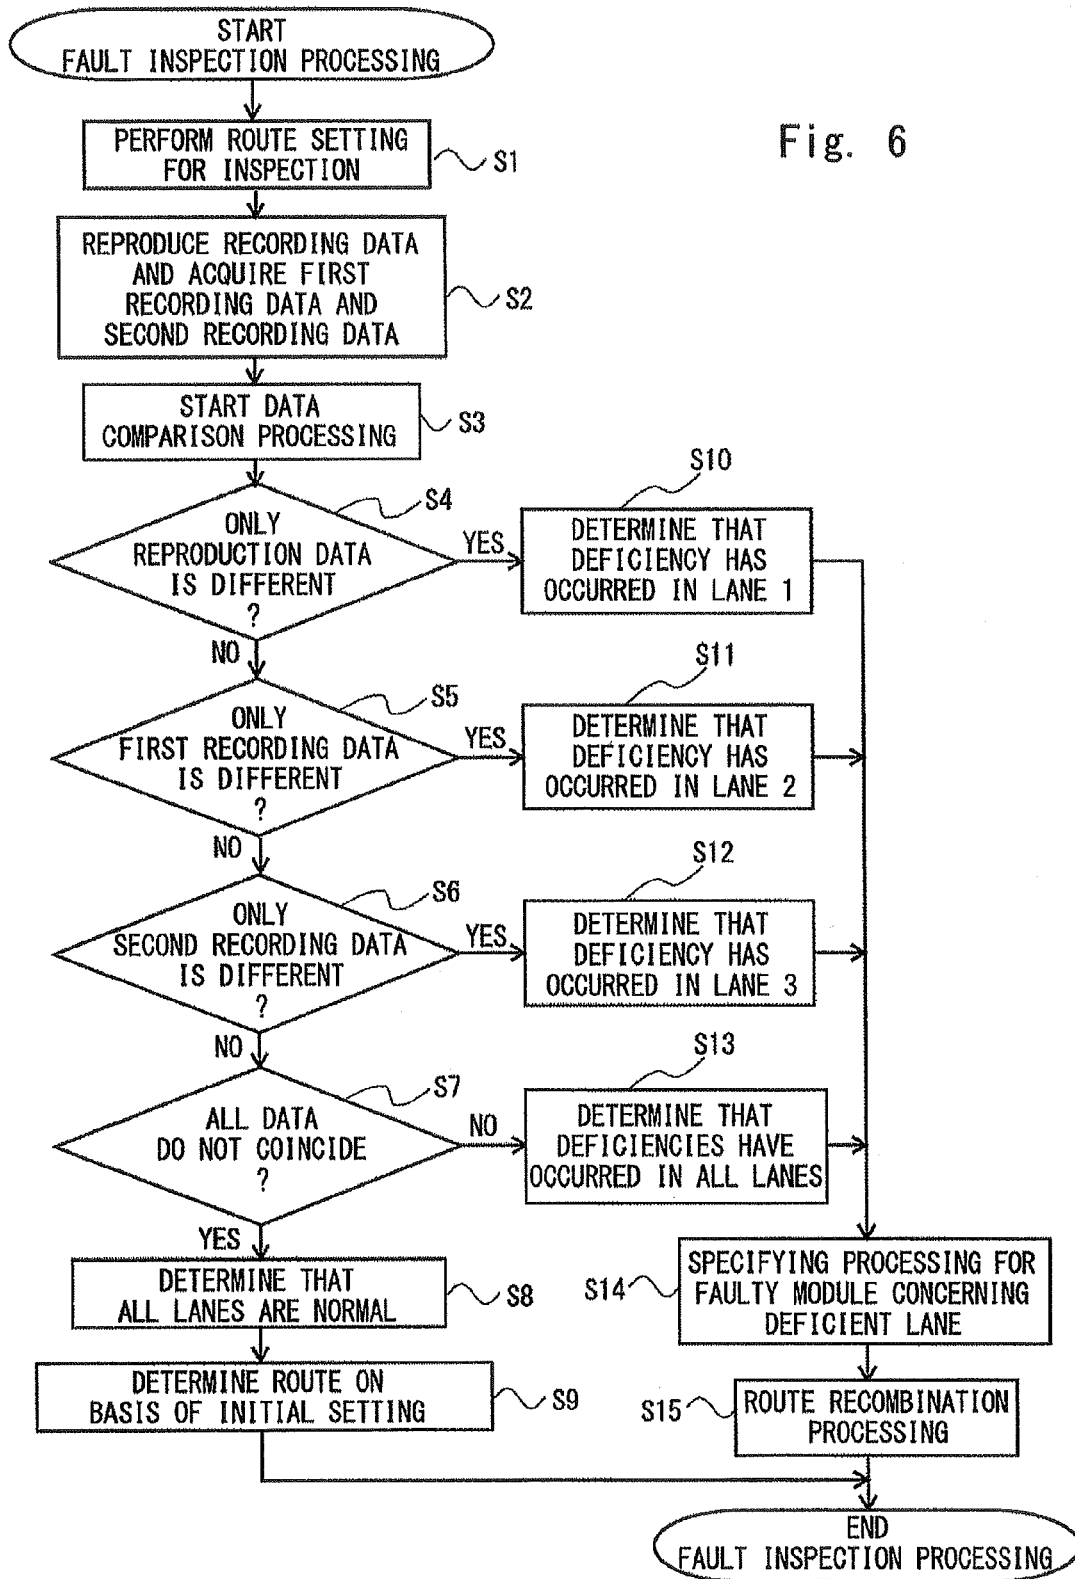 START
FAULT INSPECTION PROCESSING
Fig. 6
PERFORM ROUTE SETTING
FOR INSPECTION
S1
REPRODUCE RECORDING DATA
AND ACQUIRE FIRST
RECORDING DATA AND
SECOND RECORDING DATA
S2
START DATA
COMPARISON PROCESSING
S3
ONLY
REPRODUCTION DATA
IS DIFFERENT
?
S4
YES
NO
S10
DETERMINE THAT
DEFICIENCY HAS
OCCURRED IN LANE 1
ONLY
FIRST RECORDING DATA
IS DIFFERENT
?
S5
YES
NO
S11
DETERMINE THAT
DEFICIENCY HAS
OCCURRED IN LANE 2
ONLY
SECOND RECORDING DATA
IS DIFFERENT
?
S6
YES
NO
S12
DETERMINE THAT
DEFICIENCY HAS
OCCURRED IN LANE 3
ALL DATA
DO NOT COINCIDE
?
S7
NO
YES
S13
DETERMINE THAT
DEFICIENCIES HAVE
OCCURRED IN ALL LANES
DETERMINE THAT
ALL LANES ARE NORMAL
S8
S14
SPECIFYING PROCESSING FOR
FAULTY MODULE CONCERNING
DEFICIENT LANE
DETERMINE ROUTE ON
BASIS OF INITIAL SETTING
S9
S15
ROUTE RECOMBINATION
PROCESSING
END
FAULT INSPECTION PROCESSING